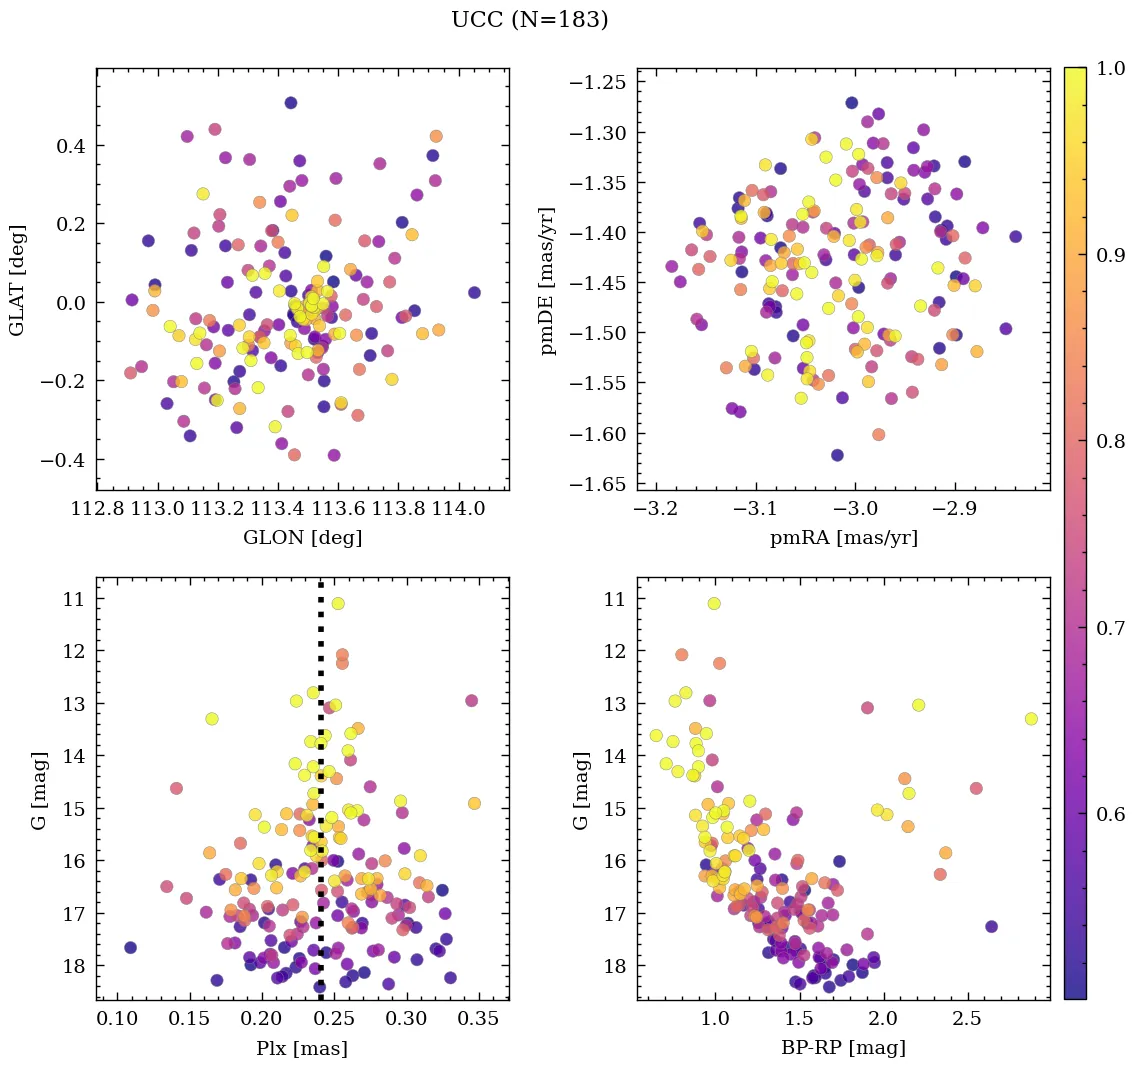 UCC (N=183)
0.4
0.2
0.0
−0.2
−0.4
GLAT [deg]
112.8 113.0 113.2 113.4 113.6 113.8 114.0
GLON [deg]
−1.25
−1.30
−1.35
−1.40
−1.45
−1.50
−1.55
−1.60
−1.65
pmDE [mas/yr]
−3.2 −3.1 −3.0 −2.9
pmRA [mas/yr]
1.0
0.9
0.8
0.7
0.6
11
12
13
14
15
16
17
18
G [mag]
0.10 0.15 0.20 0.25 0.30 0.35
Plx [mas]
11
12
13
14
15
16
17
18
G [mag]
1.0 1.5 2.0 2.5
BP-RP [mag]